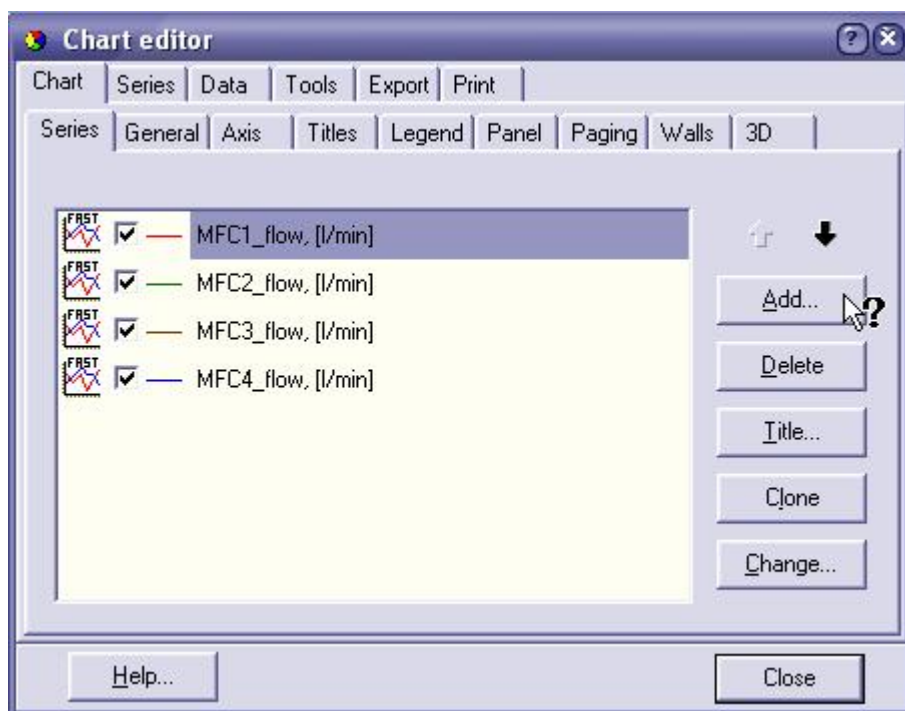 Chart editor
Chart Series Data Tools Export Print
Series General Axis Titles Legend Panel Paging Walls 3D
FAST MFC1_flow, [l/min]
FAST MFC2_flow, [l/min]
FAST MFC3_flow, [l/min]
FAST MFC4_flow, [l/min]
Add...
Delete
Title...
Clone
Change...
Help... Close